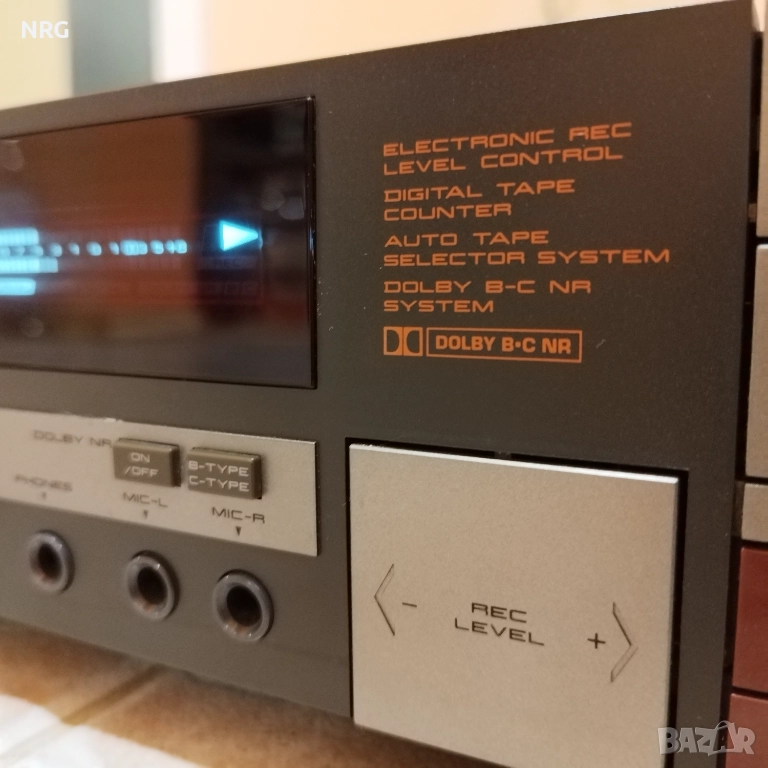 NRG
ELECTRONIC REC
LEVEL CONTROL
DIGITAL TAPE
COUNTER
AUTO TAPE
SELECTOR SYSTEM
DOLBY B-C NR
SYSTEM
DOLBY B•C NR
DOLBY NR
ON
/OFF
B-TYPE
C-TYPE
PHONES
MIC-L
MIC-R
- REC
LEVEL +
BAZAR